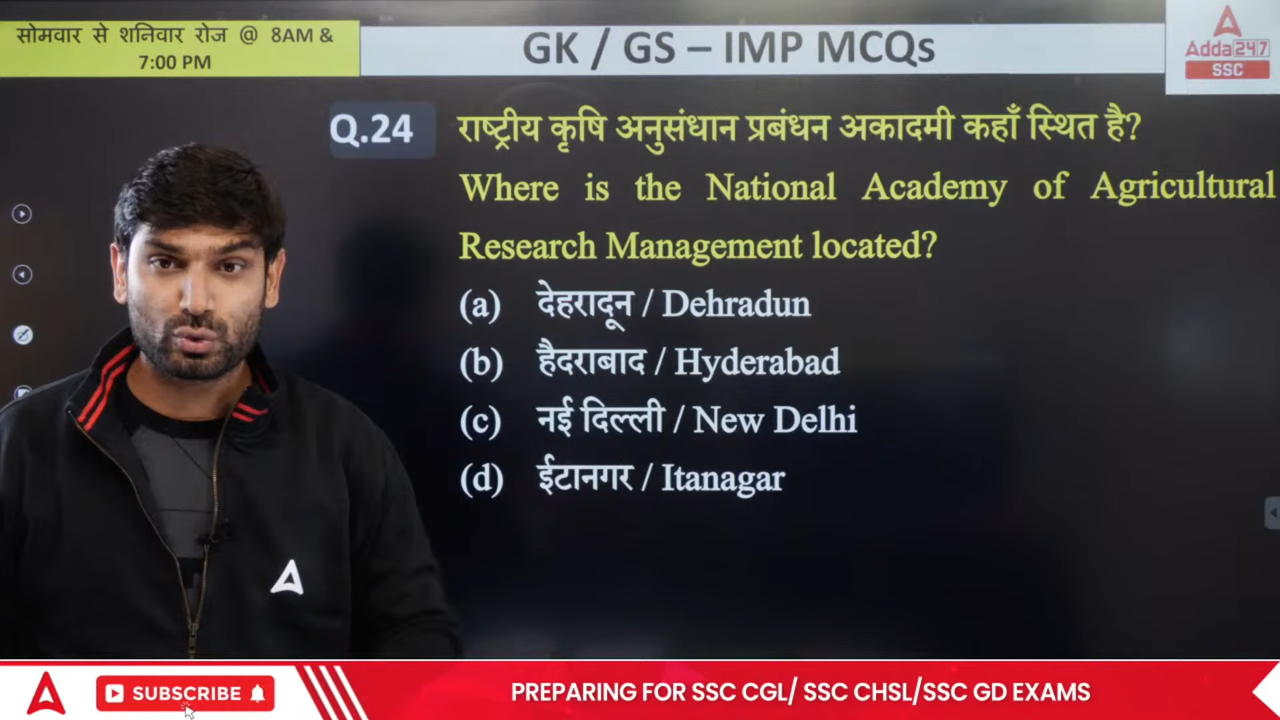 सोमवार से शनिवार रोज @ 8AM &
7:00 PM
GK / GS – IMP MCQs
Adda247
SSC
Q.24
राष्ट्रीय कृषि अनुसंधान प्रबंधन अकादमी कहाँ स्थित है?
Where is the National Academy of Agricultural
Research Management located?
(a) देहरादून / Dehradun
(b) हैदराबाद / Hyderabad
(c) नई दिल्ली / New Delhi
(d) ईटानगर / Itanagar
SUBSCRIBE
PREPARING FOR SSC CGL/ SSC CHSL/SSC GD EXAMS